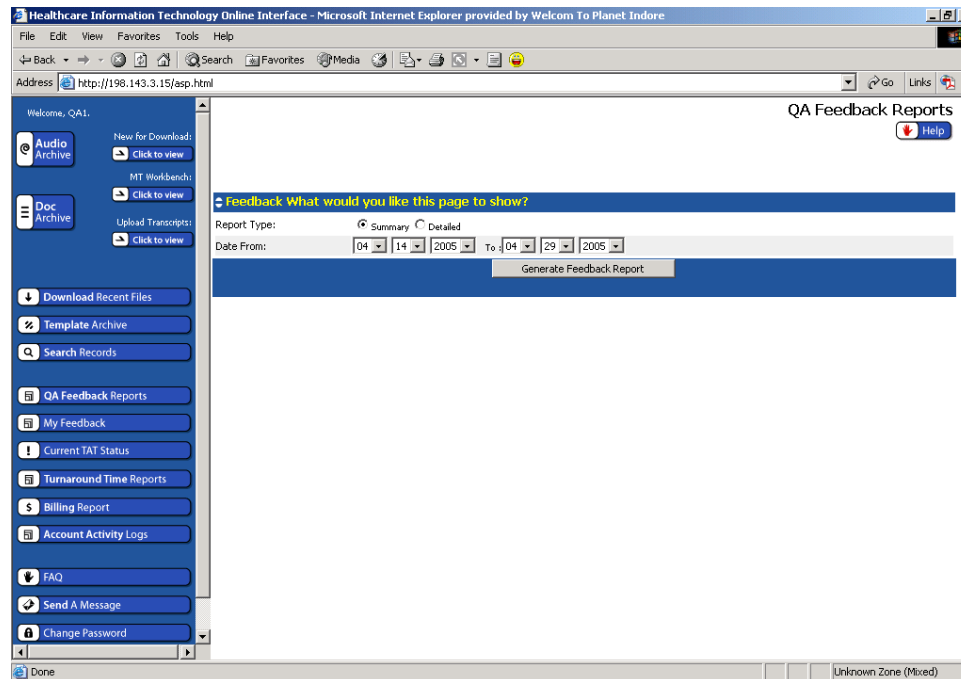 Healthcare Information Technology Online Interface - Microsoft Internet Explorer provided by Welcom To Planet Indore
File Edit View Favorites Tools Help
Back Search Favorites Media
Address http://198.143.3.15/asp.html Go Links
Welcome, QA1.
QA Feedback Reports
Help
Audio Archive
New for Download:
Click to view
MT Workbench:
Click to view
Doc Archive
Upload Transcripts:
Click to view
Feedback What would you like this page to show?
Report Type: Summary Detailed
Date From: 04 14 2005 To : 04 29 2005
Generate Feedback Report
Download Recent Files
Template Archive
Search Records
QA Feedback Reports
My Feedback
Current TAT Status
Turnaround Time Reports
Billing Report
Account Activity Logs
FAQ
Send A Message
Change Password
Done Unknown Zone (Mixed)